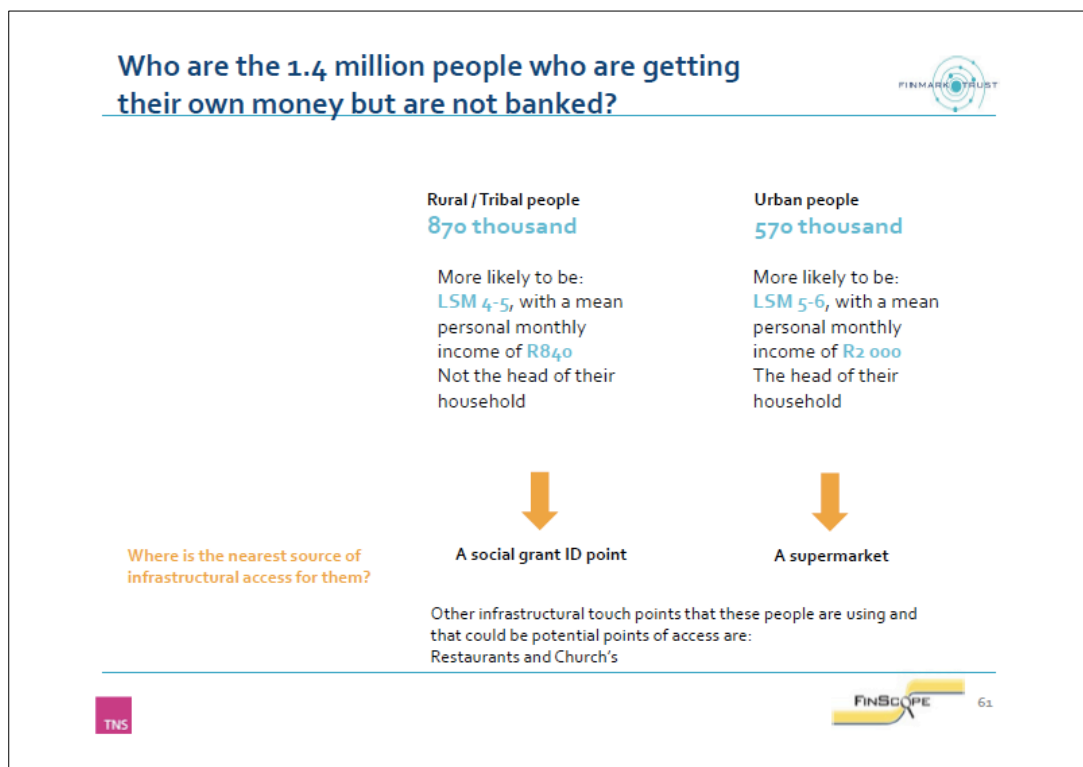 Who are the 1.4 million people who are getting
their own money but are not banked?
FINMARK TRUST
Rural / Tribal people
870 thousand
More likely to be:
LSM 4-5, with a mean
personal monthly
income of R840
Not the head of their
household
Urban people
570 thousand
More likely to be:
LSM 5-6, with a mean
personal monthly
income of R2 000
The head of their
household
Where is the nearest source of
infrastructural access for them?
A social grant ID point
A supermarket
Other infrastructural touch points that these people are using and
that could be potential points of access are:
Restaurants and Church's
TNS
FINSCOPE
61